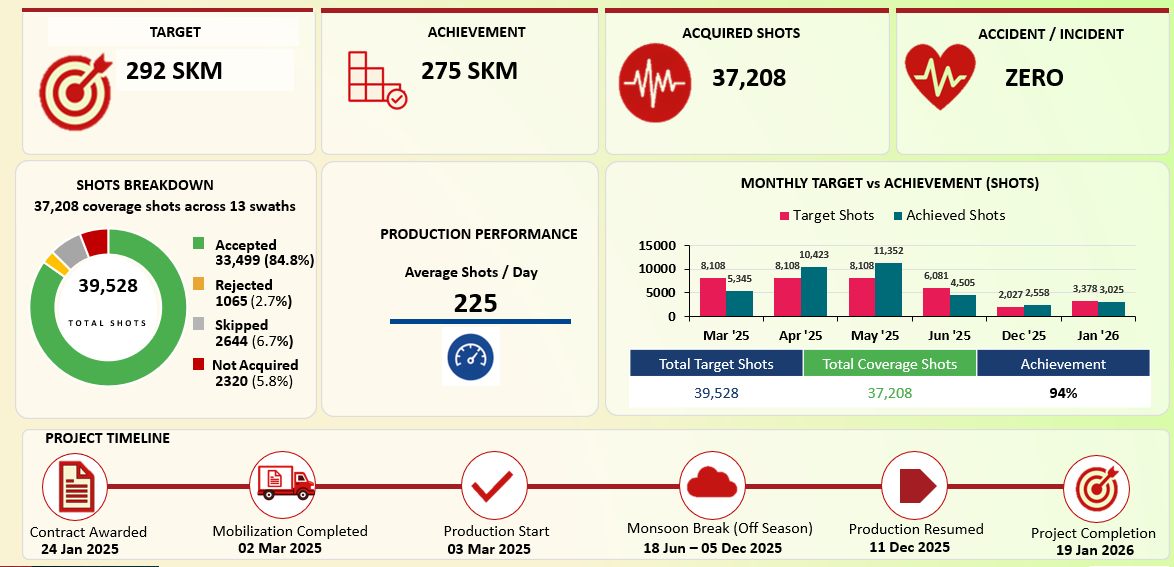 TARGET
292 SKM
ACHIEVEMENT
275 SKM
ACQUIRED SHOTS
37,208
ACCIDENT / INCIDENT
ZERO
SHOTS BREAKDOWN
37,208 coverage shots across 13 swaths
39,528
TOTAL SHOTS
Accepted
33,499 (84.8%)
Rejected
1065 (2.7%)
Skipped
2644 (6.7%)
Not Acquired
2320 (5.8%)
PRODUCTION PERFORMANCE
Average Shots / Day
225
MONTHLY TARGET vs ACHIEVEMENT (SHOTS)
Target Shots Achieved Shots
15000
10000
5000
0
8,108 5,345
8,108 10,423
8,108 11,352
6,081 4,505
2,027 2,558
3,378 3,025
Mar '25 Apr '25 May '25 Jun '25 Dec '25 Jan '26
Total Target Shots Total Coverage Shots Achievement
39,528 37,208 94%
PROJECT TIMELINE
Contract Awarded
24 Jan 2025
Mobilization Completed
02 Mar 2025
Production Start
03 Mar 2025
Monsoon Break (Off Season)
18 Jun – 05 Dec 2025
Production Resumed
11 Dec 2025
Project Completion
19 Jan 2026